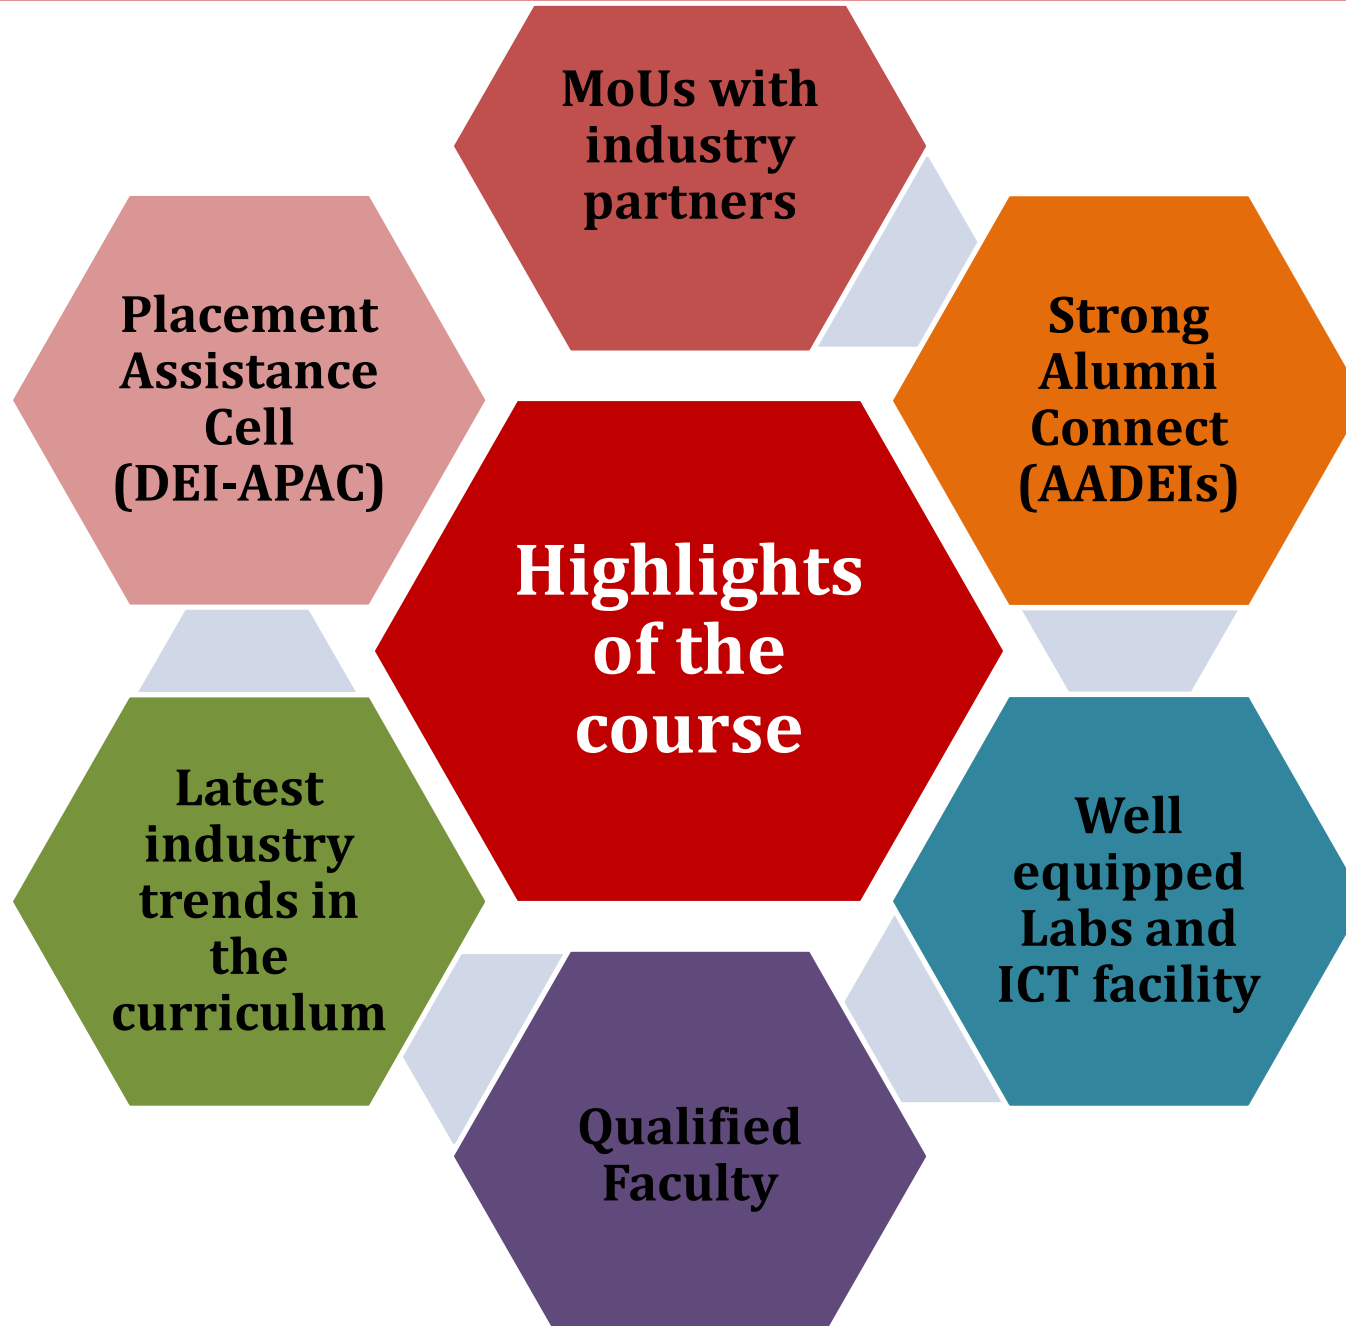 MoUs with
industry
partners
Strong
Alumni
Connect
(AADEIs)
Well
equipped
Labs and
ICT facility
Qualified
Faculty
Latest
industry
trends in
the
curriculum
Placement
Assistance
Cell
(DEI-APAC)
Highlights
of the
course